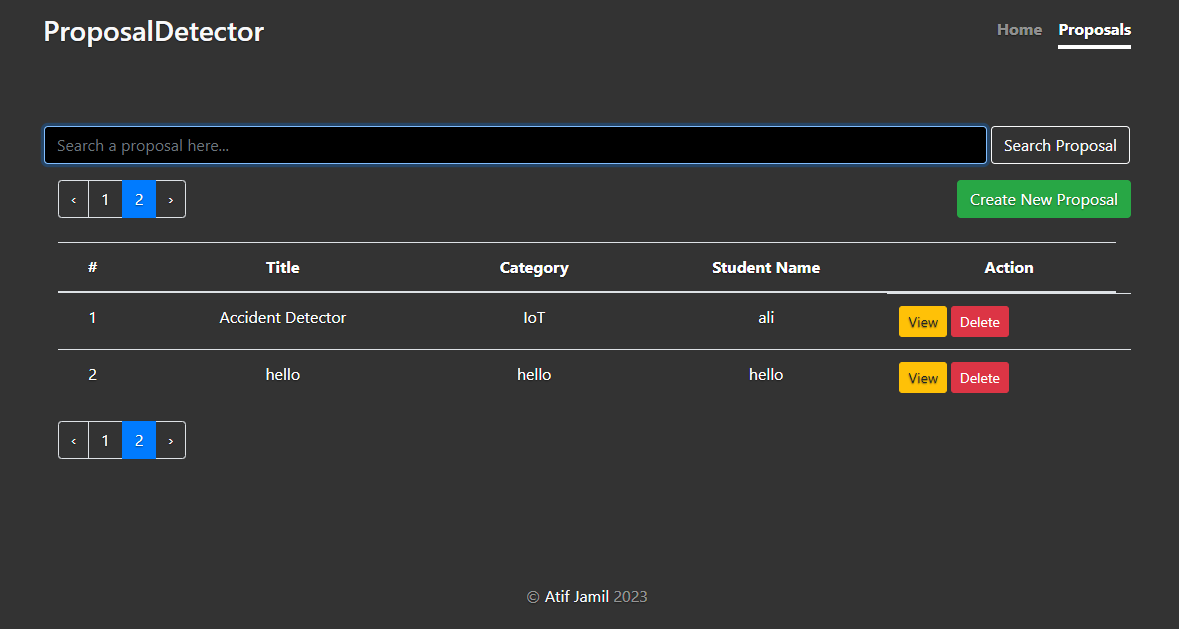 ProposalDetector
Home Proposals
Search a proposal here... Search Proposal
‹ 1 2 › Create New Proposal
# Title Category Student Name Action
1 Accident Detector IoT ali View Delete
2 hello hello hello View Delete
‹ 1 2 ›
© Atif Jamil 2023